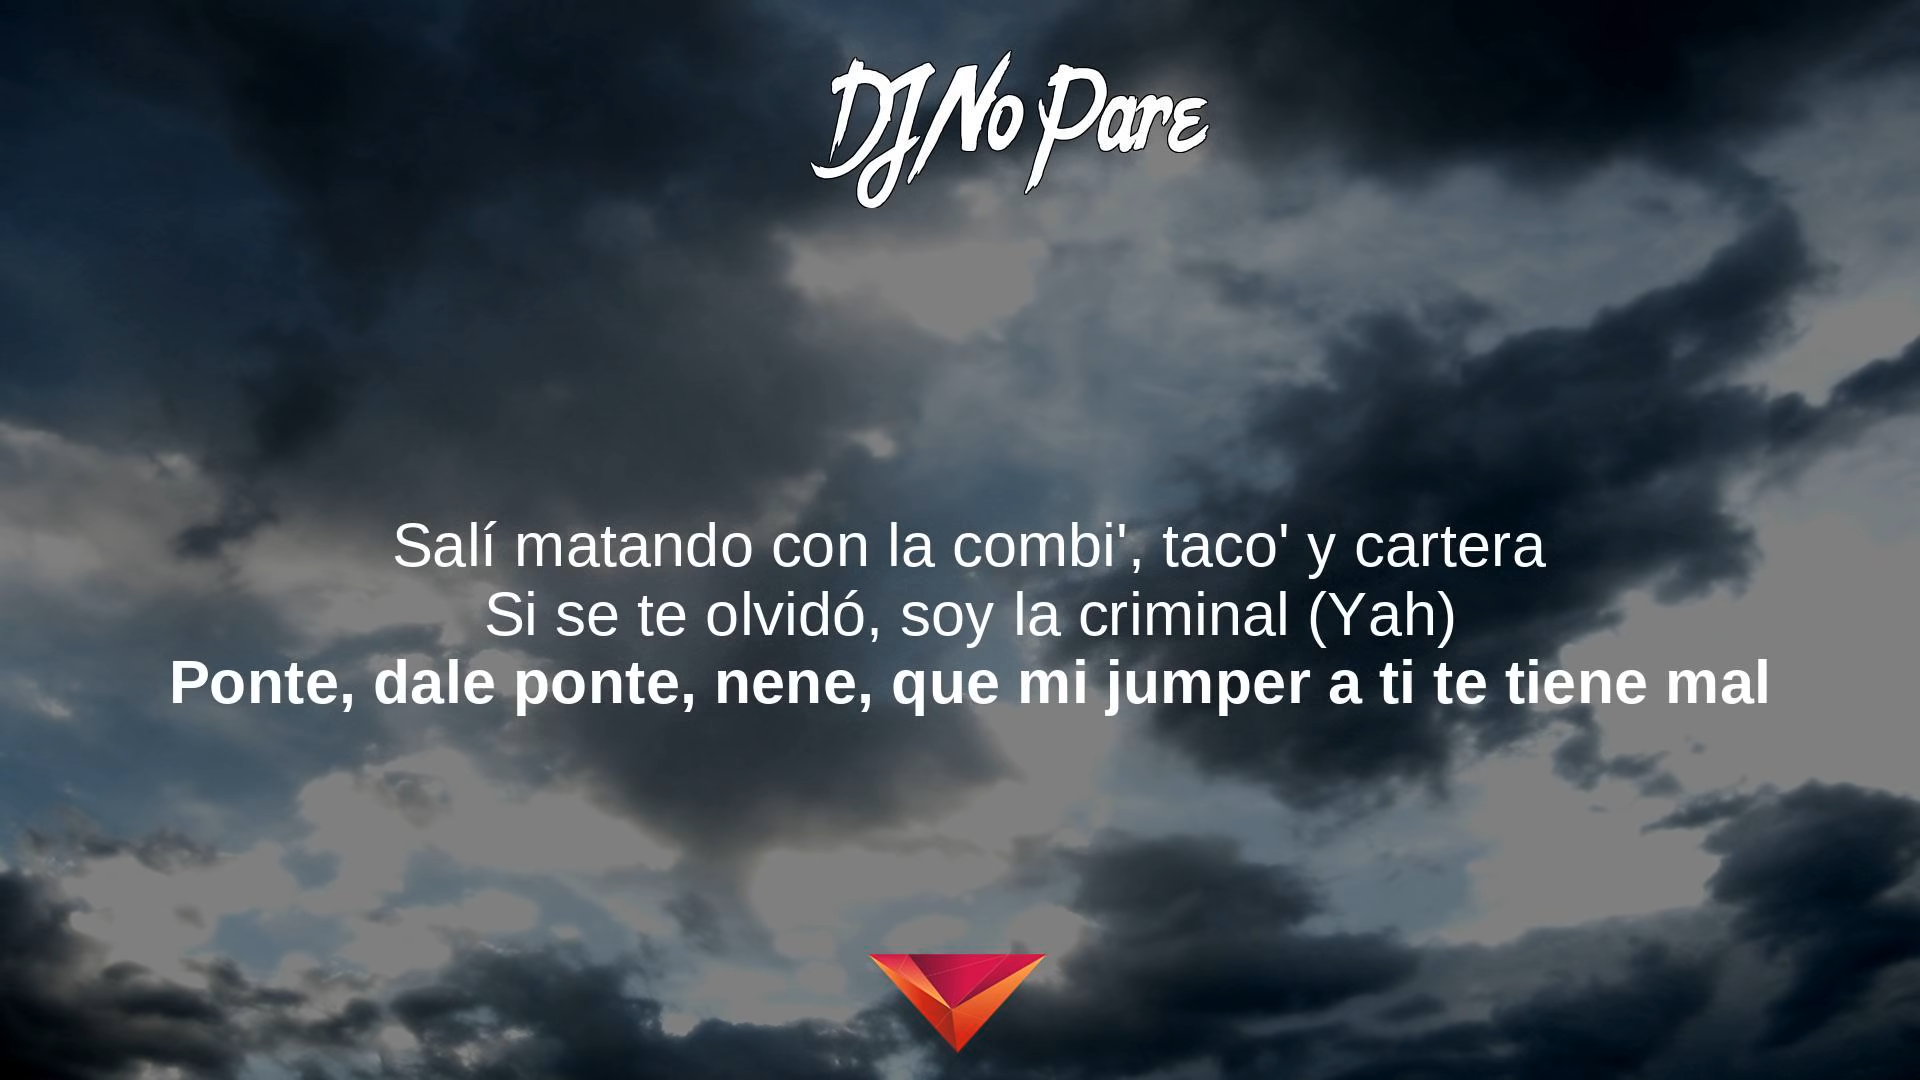 DJ No Pare
Salí matando con la combi', taco' y cartera
Si se te olvidó, soy la criminal (Yah)
Ponte, dale ponte, nene, que mi jumper a ti te tiene mal